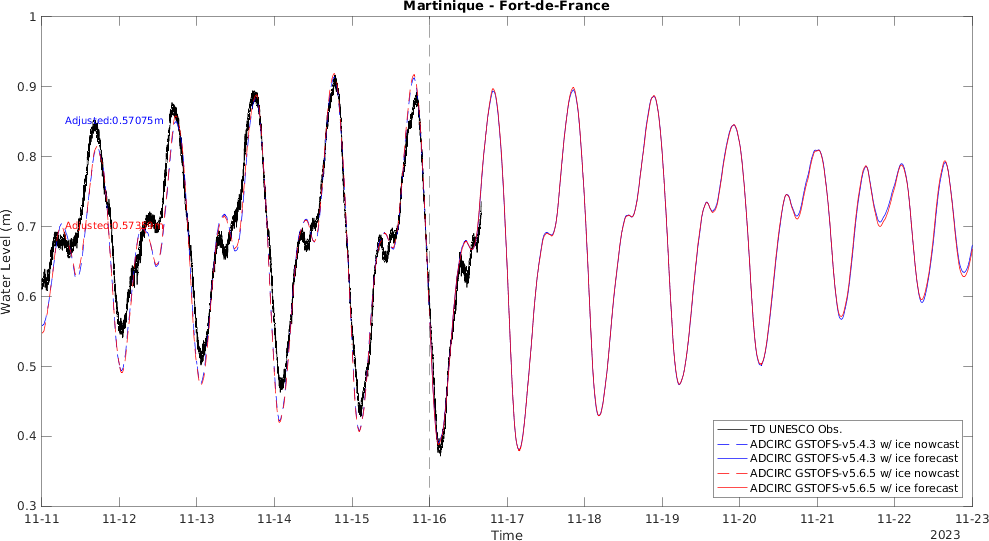 Martinique - Fort-de-France
1
0.9
0.8
0.7
0.6
0.5
0.4
0.3
Water Level (m)
Adjusted:0.57075m
TD UNESCO Obs.
ADCIRC GSTOFS-v5.4.3 w/ ice nowcast
ADCIRC GSTOFS-v5.4.3 w/ ice forecast
ADCIRC GSTOFS-v5.6.5 w/ ice nowcast
ADCIRC GSTOFS-v5.6.5 w/ ice forecast
11-11 11-12 11-13 11-14 11-15 11-16 11-17 11-18 11-19 11-20 11-21 11-22 11-23
Time
2023